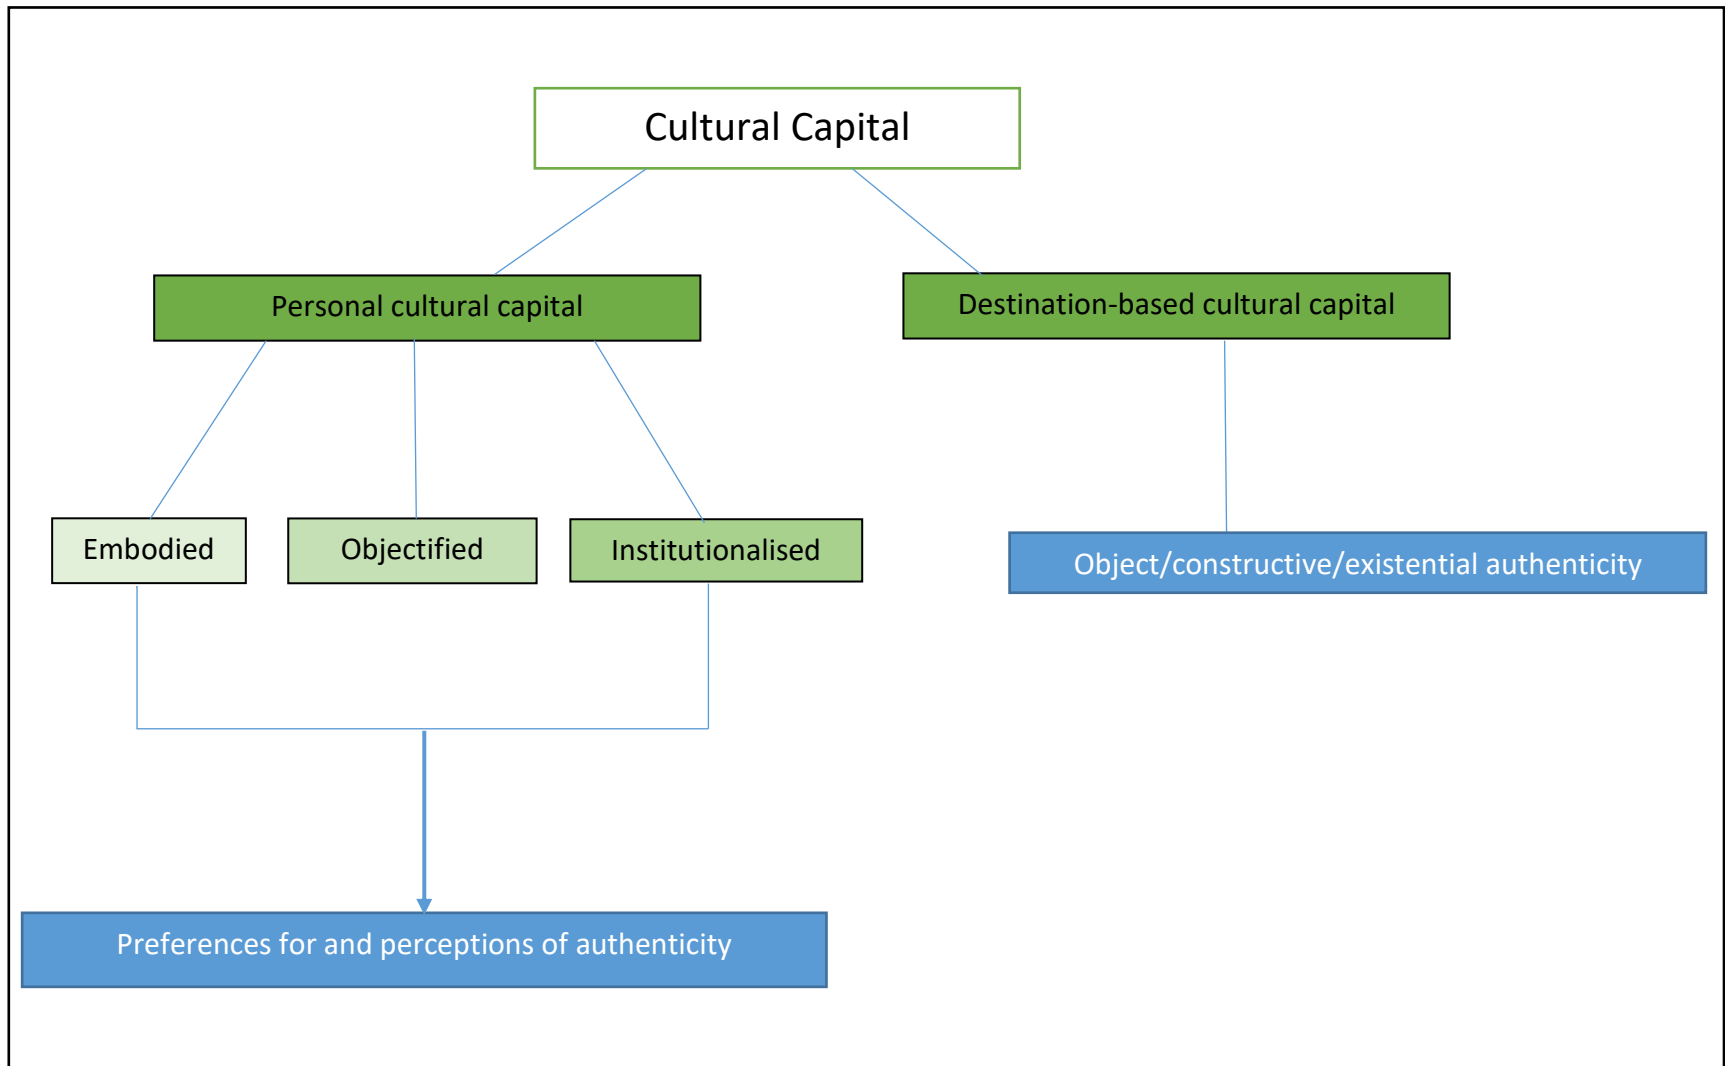 Cultural Capital
Personal cultural capital
Destination-based cultural capital
Embodied
Objectified
Institutionalised
Object/constructive/existential authenticity
Preferences for and perceptions of authenticity